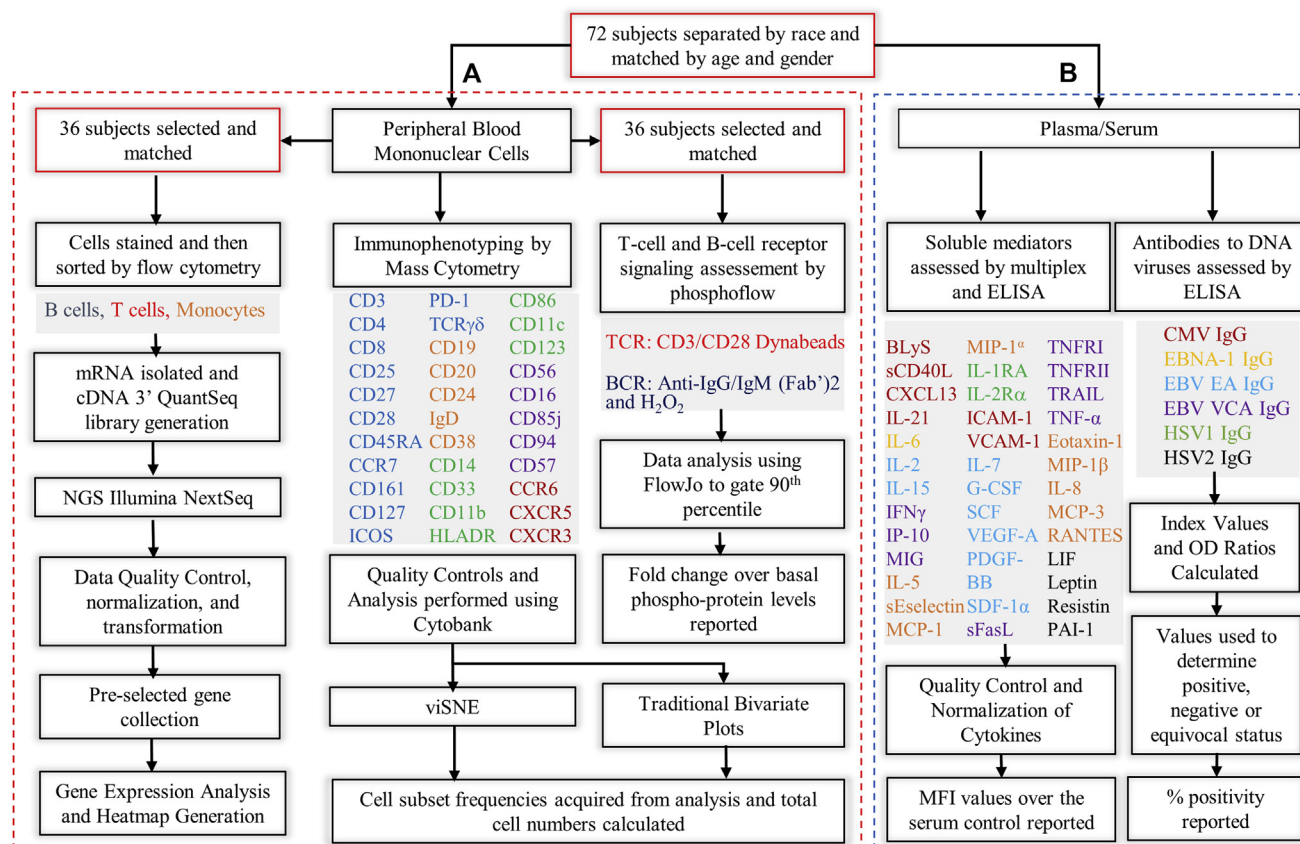 72 subjects separated by race and
matched by age and gender
A
B
36 subjects selected and
matched
Peripheral Blood
Mononuclear Cells
36 subjects selected and
matched
Plasma/Serum
Cells stained and then
sorted by flow cytometry
B cells, T cells, Monocytes
mRNA isolated and
cDNA 3’ QuantSeq
library generation
NGS Illumina NextSeq
Data Quality Control,
normalization, and
transformation
Pre-selected gene
collection
Gene Expression Analysis
and Heatmap Generation
Immunophenotyping by
Mass Cytometry
CD3 PD-1 CD86
CD4 TCRγδ CD11c
CD8 CD19 CD123
CD25 CD20 CD56
CD27 CD24 CD16
CD28 IgD CD85j
CD45RA CD38 CD94
CCR7 CD14 CD57
CD161 CD33 CCR6
CD127 CD11b CXCR5
ICOS HLADR CXCR3
Quality Controls and
Analysis performed using
Cytobank
viSNE
Traditional Bivariate
Plots
Cell subset frequencies acquired from analysis and total
cell numbers calculated
T-cell and B-cell receptor
signaling assessement by
phosphoflow
TCR: CD3/CD28 Dynabeads
BCR: Anti-IgG/IgM (Fab’)2
and H₂O₂
Data analysis using
FlowJo to gate 90th
percentile
Fold change over basal
phospho-protein levels
reported
Soluble mediators
assessed by multiplex
and ELISA
BLyS MIP-1α TNFRI
sCD40L IL-1RA TNFRII
CXCL13 IL-2Rα TRAIL
IL-21 ICAM-1 TNF-α
IL-6 VCAM-1 Eotaxin-1
IL-2 IL-7 MIP-1β
IL-15 G-CSF IL-8
IFNγ SCF MCP-3
IP-10 VEGF-A RANTES
MIG PDGF- LIF
IL-5 BB Leptin
sEselectin SDF-1α Resistin
MCP-1 sFasL PAI-1
Quality Control and
Normalization of
Cytokines
MFI values over the
serum control reported
Antibodies to DNA
viruses assessed by
ELISA
CMV IgG
EBNA-1 IgG
EBV EA IgG
EBV VCA IgG
HSV1 IgG
HSV2 IgG
Index Values
and OD Ratios
Calculated
Values used to
determine
positive,
negative or
equivocal status
% positivity
reported